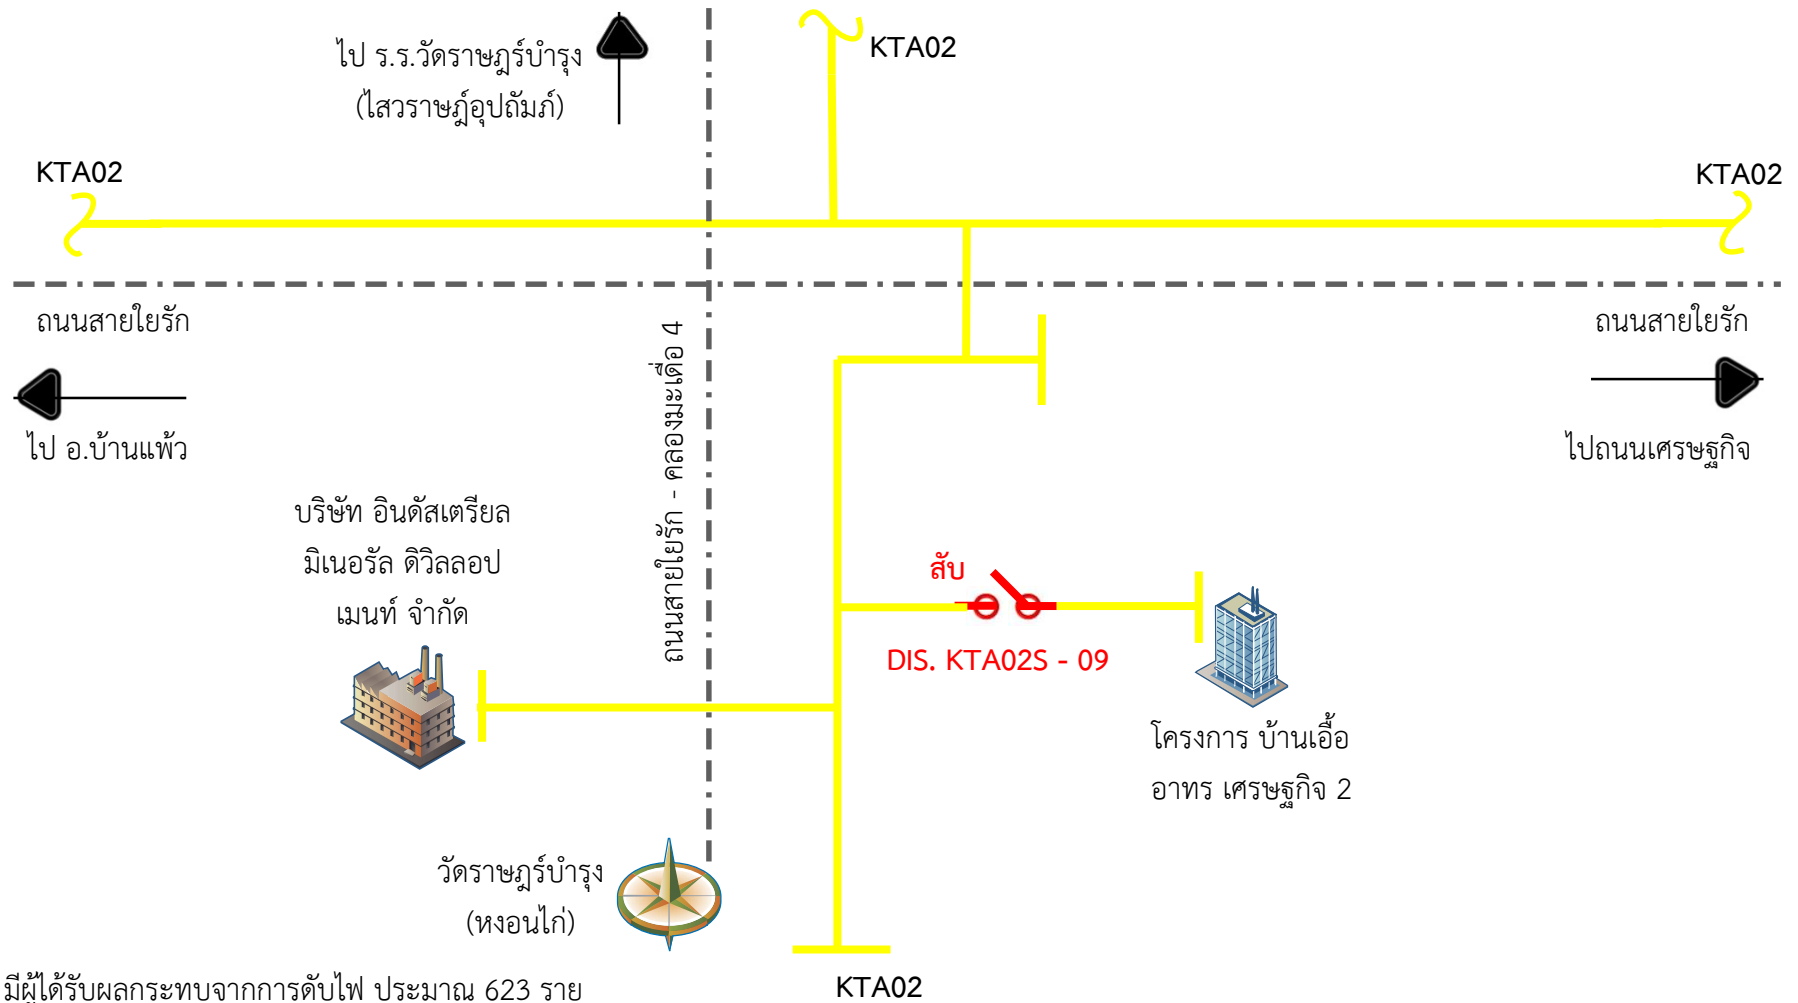 ไป ร.ร.วัดราษฎร์บำรุง
(ไสวราษฎ์อุปถัมภ์)
KTA02
KTA02
KTA02
ถนนสายใยรัก
ถนนสายใยรัก
ไป อ.บ้านแพ้ว
ไปถนนเศรษฐกิจ
ถนนสายใยรัก - คลองมะเดื่อ 4
บริษัท อินดัสเตรียล
มิเนอรัล ดิวิลลอป
เมนท์ จำกัด
สับ
DIS. KTA02S - 09
โครงการ บ้านเอื้อ
อาทร เศรษฐกิจ 2
วัดราษฎร์บำรุง
(หงอนไก่)
มีผู้ได้รับผลกระทบจากการดับไฟ ประมาณ 623 ราย
KTA02